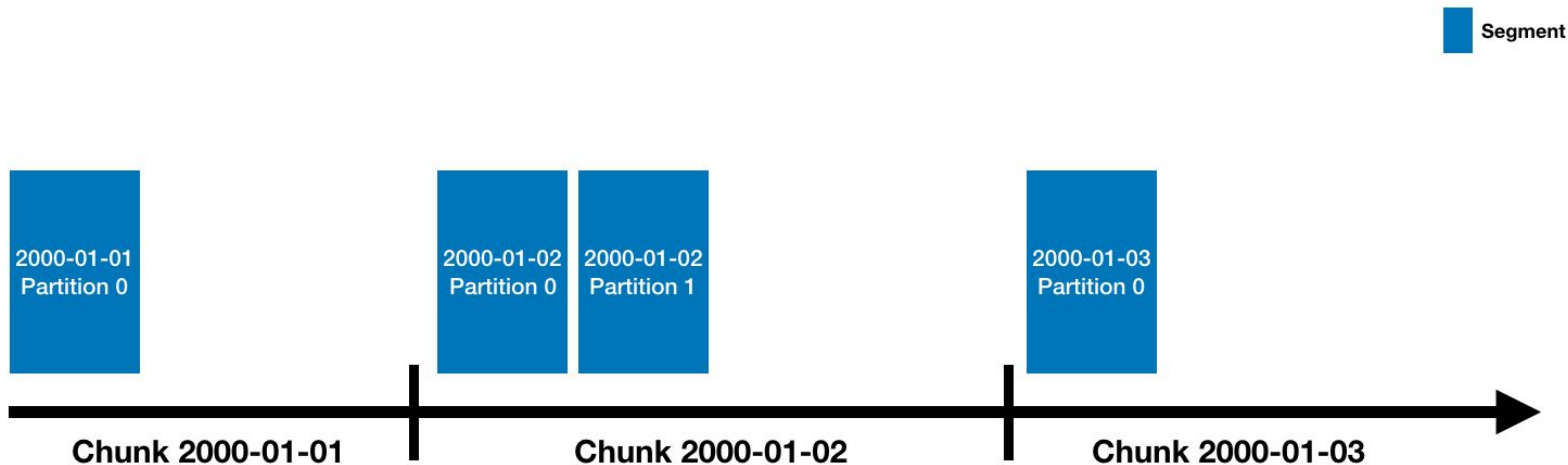 Segment
2000-01-01
Partition 0
2000-01-02
Partition 0
2000-01-02
Partition 1
2000-01-03
Partition 0
Chunk 2000-01-01
Chunk 2000-01-02
Chunk 2000-01-03